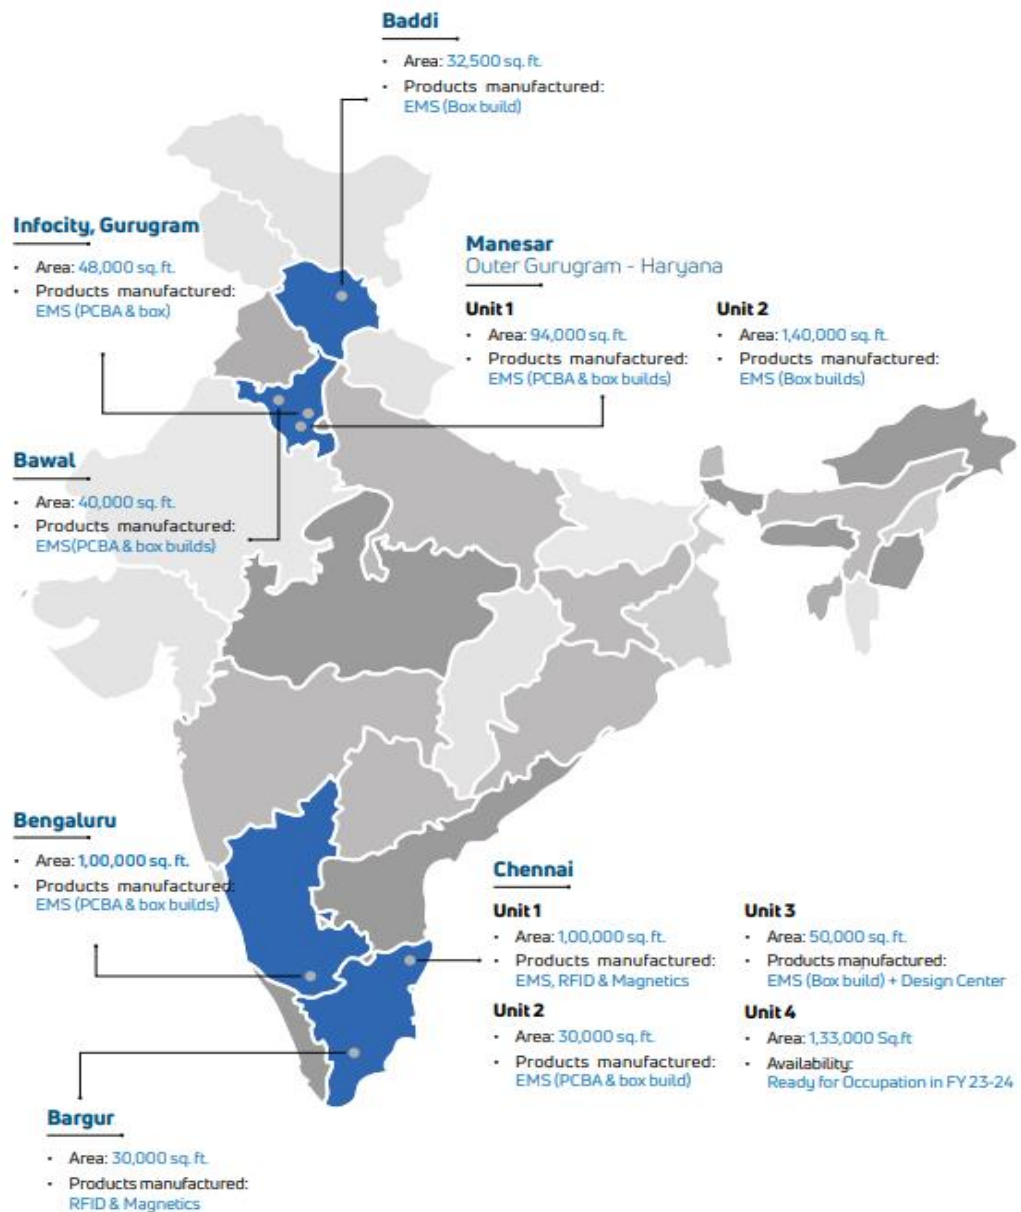 Baddi
• Area: 32,500 sq. ft.
• Products manufactured:
EMS (Box build)
Infocity, Gurugram
• Area: 48,000 sq. ft.
• Products manufactured:
EMS (PCBA & box)
Manesar
Outer Gurugram - Haryana
Unit 1
• Area: 94,000 sq. ft.
• Products manufactured:
EMS (PCBA & box builds)
Unit 2
• Area: 1,40,000 sq. ft.
• Products manufactured:
EMS (Box builds)
Bawal
• Area: 40,000 sq. ft.
• Products manufactured:
EMS(PCBA & box builds)
Bengaluru
• Area: 1,00,000 sq. ft.
• Products manufactured:
EMS (PCBA & box builds)
Chennai
Unit 1
• Area: 1,00,000 sq. ft.
• Products manufactured:
EMS, RFID & Magnetics
Unit 2
• Area: 30,000 sq. ft.
• Products manufactured:
EMS (PCBA & box build)
Unit 3
• Area: 50,000 sq. ft.
• Products manufactured:
EMS (Box build) + Design Center
Unit 4
• Area: 1,33,000 Sq.ft
• Availability:
Ready for Occupation in FY 23-24
Bargur
• Area: 30,000 sq. ft.
• Products manufactured:
RFID & Magnetics